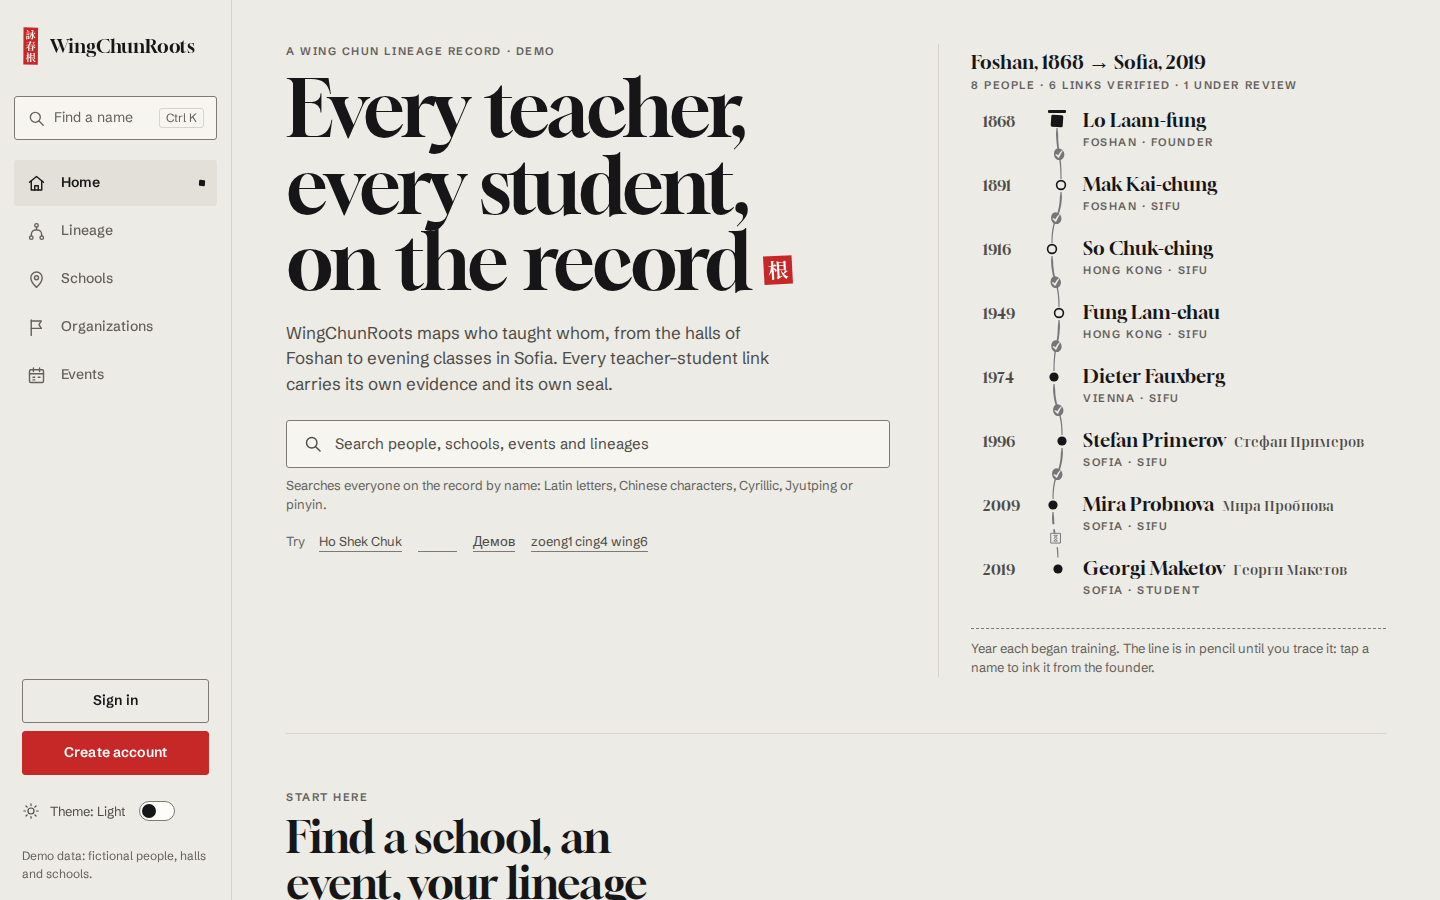 詠春根
WingChunRoots
Find a name
Ctrl K
Home
Lineage
Schools
Organizations
Events
Sign in
Create account
Theme: Light
Demo data: fictional people, halls
and schools.
A WING CHUN LINEAGE RECORD · DEMO
Every teacher,
every student,
on the record 根
WingChunRoots maps who taught whom, from the halls of
Foshan to evening classes in Sofia. Every teacher–student link
carries its own evidence and its own seal.
Search people, schools, events and lineages
Searches everyone on the record by name: Latin letters, Chinese characters, Cyrillic, Jyutping or
pinyin.
Try Ho Shek Chuk Демов zoeng1 cing4 wing6
Foshan, 1868 → Sofia, 2019
8 PEOPLE · 6 LINKS VERIFIED · 1 UNDER REVIEW
1868 Lo Laam-fung
FOSHAN · FOUNDER
1891 Mak Kai-chung
FOSHAN · SIFU
1916 So Chuk-ching
HONG KONG · SIFU
1949 Fung Lam-chau
HONG KONG · SIFU
1974 Dieter Fauxberg
VIENNA · SIFU
1996 Stefan Primerov Стефан Примеров
SOFIA · SIFU
2009 Mira Probnova Мира Пробнова
SOFIA · SIFU
2019 Georgi Maketov Георги Макетов
SOFIA · STUDENT
Year each began training. The line is in pencil until you trace it: tap a
name to ink it from the founder.
START HERE
Find a school, an
event, your lineage